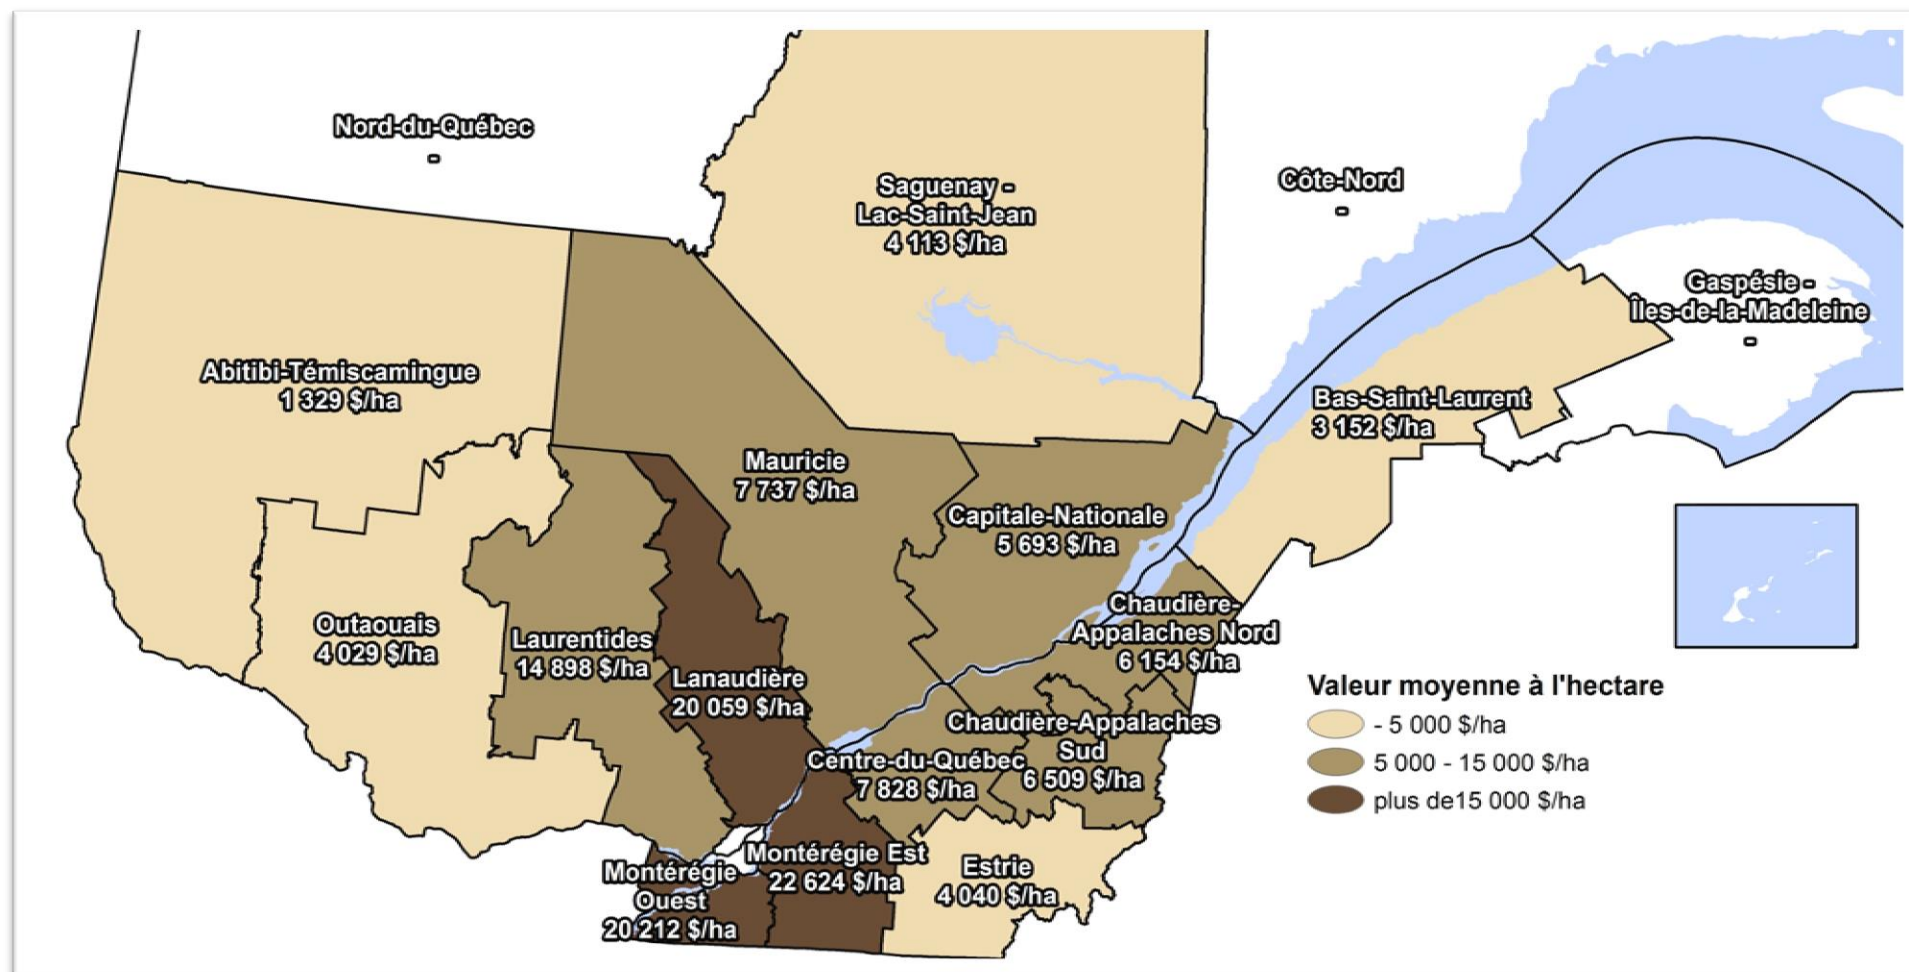 Nord-du-Québec
-
Saguenay -
Lac-Saint-Jean
4 113 $/ha
Côte-Nord
-
Gaspésie -
Îles-de-la-Madeleine
-
Abitibi-Témiscamingue
1 329 $/ha
Bas-Saint-Laurent
3 152 $/ha
Mauricie
7 737 $/ha
Capitale-Nationale
5 693 $/ha
Outaouais
4 029 $/ha
Laurentides
14 898 $/ha
Lanaudière
20 059 $/ha
Chaudière-
Appalaches Nord
6 154 $/ha
Chaudière-Appalaches
Sud
6 509 $/ha
Centre-du-Québec
7 828 $/ha
Montérégie
Ouest
20 212 $/ha
Montérégie Est
22 624 $/ha
Estrie
4 040 $/ha
Valeur moyenne à l'hectare
- 5 000 $/ha
5 000 - 15 000 $/ha
plus de15 000 $/ha